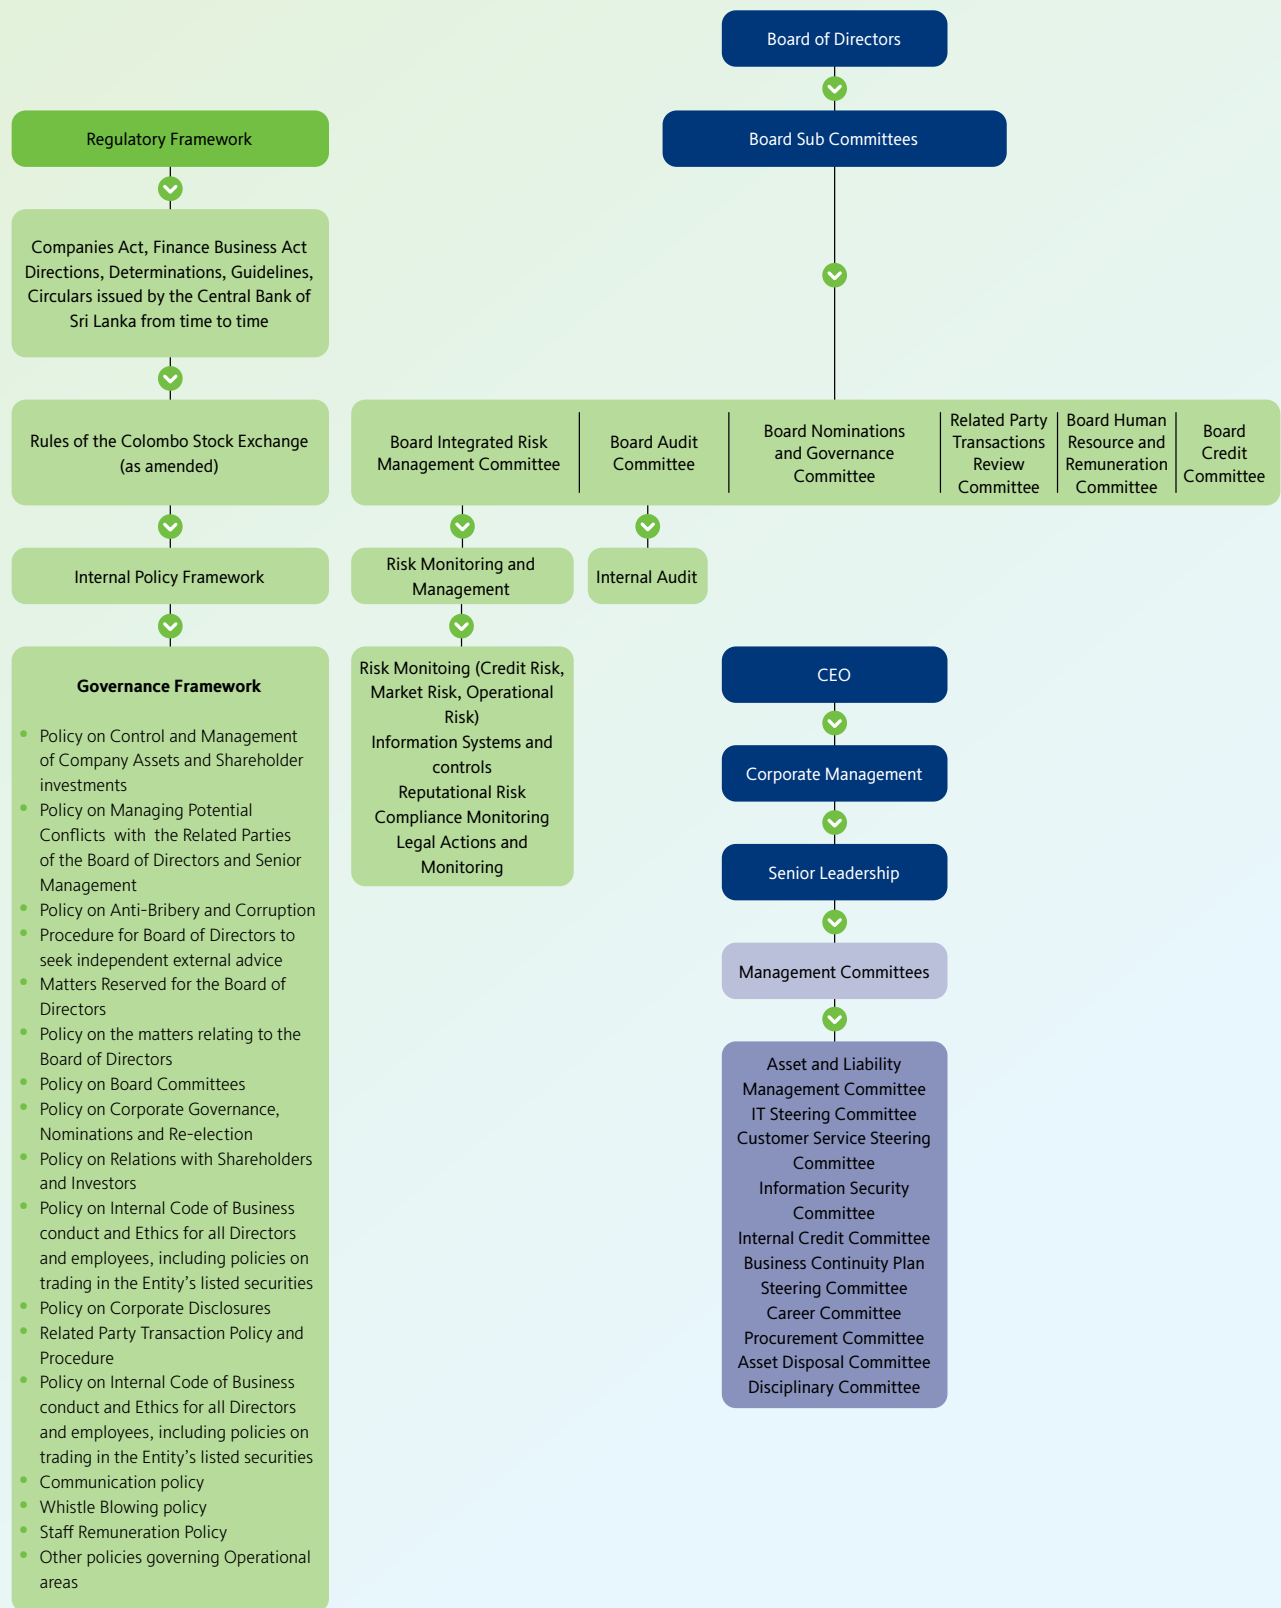 Board of Directors
Board Sub Committees
Regulatory Framework
Companies Act, Finance Business Act
Directions, Determinations, Guidelines,
Circulars issued by the Central Bank of
Sri Lanka from time to time
Rules of the Colombo Stock Exchange
(as amended)
Internal Policy Framework
Governance Framework
• Policy on Control and Management
of Company Assets and Shareholder
investments
• Policy on Managing Potential
Conflicts with the Related Parties
of the Board of Directors and Senior
Management
• Policy on Anti-Bribery and Corruption
• Procedure for Board of Directors to
seek independent external advice
• Matters Reserved for the Board of
Directors
• Policy on the matters relating to the
Board of Directors
• Policy on Board Committees
• Policy on Corporate Governance,
Nominations and Re-election
• Policy on Relations with Shareholders
and Investors
• Policy on Internal Code of Business
conduct and Ethics for all Directors
and employees, including policies on
trading in the Entity's listed securities
• Policy on Corporate Disclosures
• Related Party Transaction Policy and
Procedure
• Policy on Internal Code of Business
conduct and Ethics for all Directors
and employees, including policies on
trading in the Entity's listed securities
• Communication policy
• Whistle Blowing policy
• Staff Remuneration Policy
• Other policies governing Operational
areas
Board Integrated Risk
Management Committee
Board Audit
Committee
Board Nominations
and Governance
Committee
Related Party
Transactions
Review
Committee
Board Human
Resource and
Remuneration
Committee
Board
Credit
Committee
Risk Monitoring and
Management
Internal Audit
Risk Monitoing (Credit Risk,
Market Risk, Operational
Risk)
Information Systems and
controls
Reputational Risk
Compliance Monitoring
Legal Actions and
Monitoring
CEO
Corporate Management
Senior Leadership
Management Committees
Asset and Liability
Management Committee
IT Steering Committee
Customer Service Steering
Committee
Information Security
Committee
Internal Credit Committee
Business Continuity Plan
Steering Committee
Career Committee
Procurement Committee
Asset Disposal Committee
Disciplinary Committee